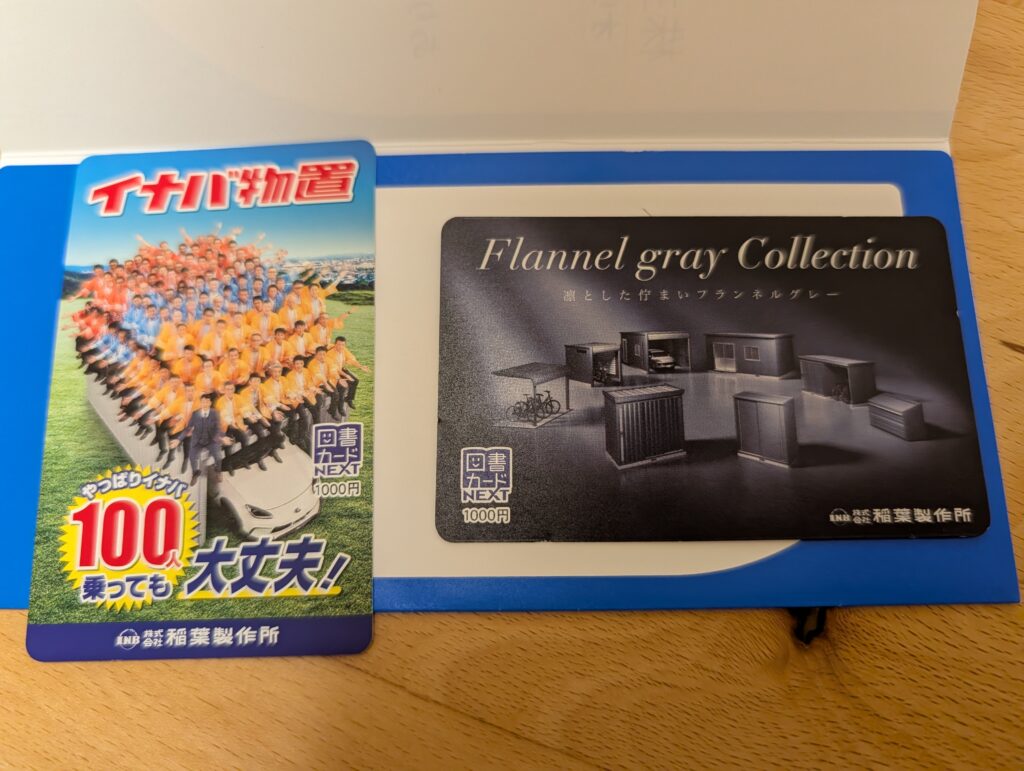 イナバ物置
図書
カード
NEXT
1000円
やっぱりイナバ
100人
乗っても
大丈夫!
INB 株式会社 稲葉製作所
Flannel gray Collection
凛とした佇まいフランネルグレー
図書
カード
NEXT
1000円
INB 株式会社 稲葉製作所